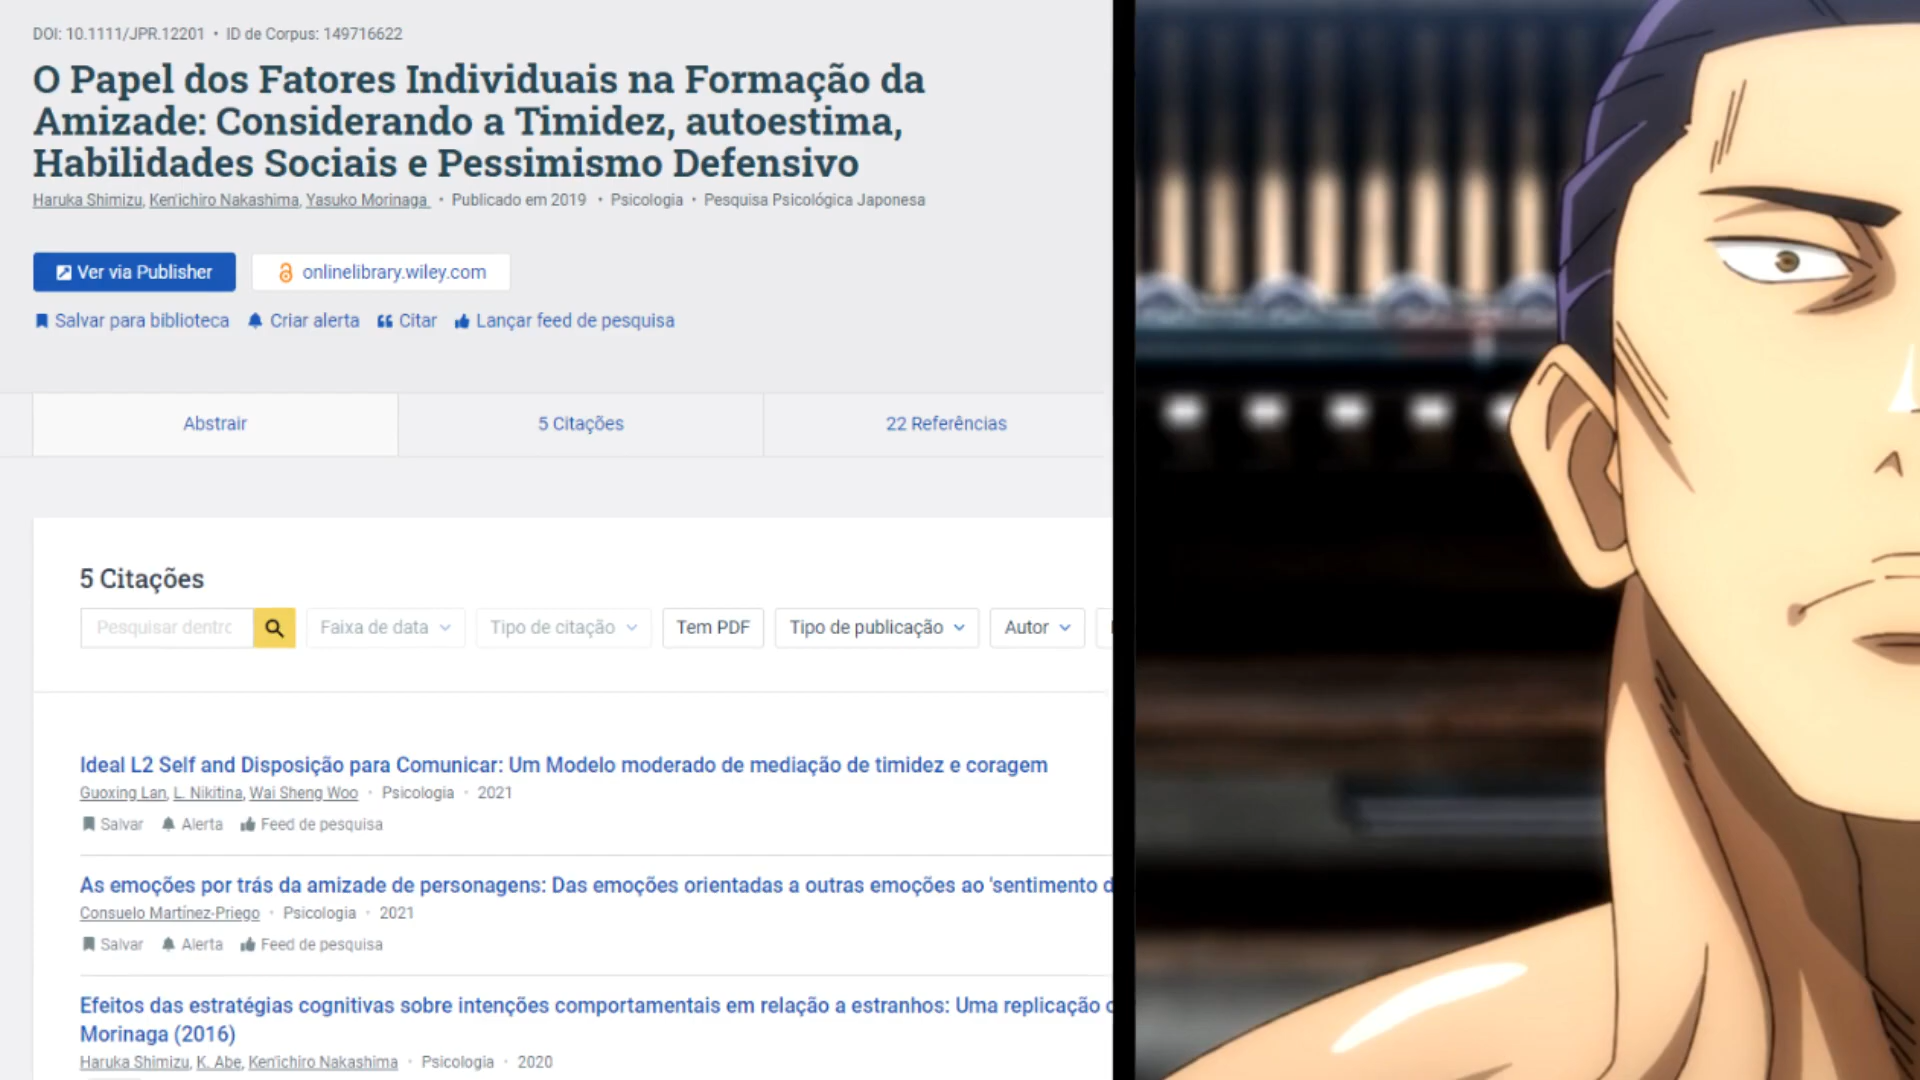 DOI: 10.1111/JPR.12201 • ID de Corpus: 149716622
O Papel dos Fatores Individuais na Formação da
Amizade: Considerando a Timidez, autoestima,
Habilidades Sociais e Pessimismo Defensivo
Haruka Shimizu, Ken'ichiro Nakashima, Yasuko Morinaga • Publicado em 2019 • Psicologia • Pesquisa Psicológica Japonesa
Ver via Publisher
onlinelibrary.wiley.com
Salvar para biblioteca Criar alerta Citar Lançar feed de pesquisa
Abstrair 5 Citações 22 Referências
5 Citações
Pesquisar dentro Faixa de data Tipo de citação Tem PDF Tipo de publicação Autor
Ideal L2 Self and Disposição para Comunicar: Um Modelo moderado de mediação de timidez e coragem
Guoxing Lan, L. Nikitina, Wai Sheng Woo • Psicologia • 2021
Salvar Alerta Feed de pesquisa
As emoções por trás da amizade de personagens: Das emoções orientadas a outras emoções ao 'sentimento
Consuelo Martínez-Priego • Psicologia • 2021
Salvar Alerta Feed de pesquisa
Efeitos das estratégias cognitivas sobre intenções comportamentais em relação a estranhos: Uma replicação
Morinaga (2016)
Haruka Shimizu, K. Abe, Ken'ichiro Nakashima • Psicologia • 2020